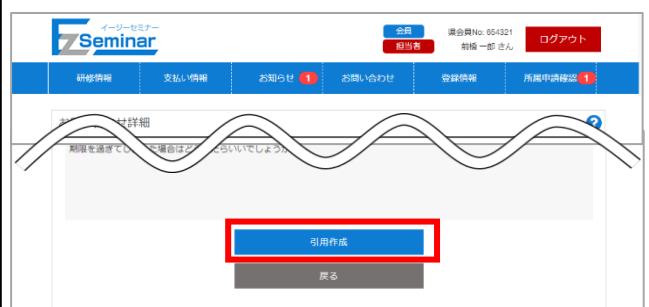 イージーセミナー
EZ Seminar
会員
担当者
県会員No: 654321
前橋 一郎 さん
ログアウト
研修情報
支払い情報
お知らせ 1
お問い合わせ
登録情報
所属申請確認 1
せ詳細
?
期限を過ぎてし
た場合は
らいいでしょうか
引用作成
戻る